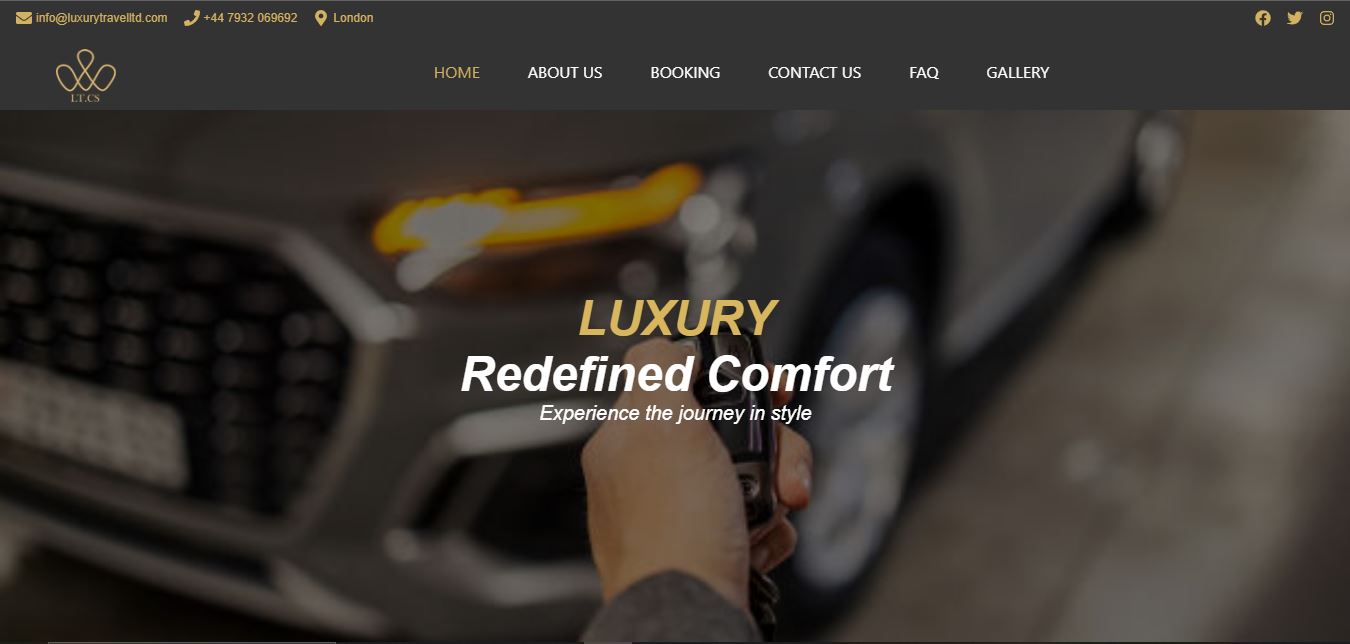 info@luxurytravelltd.com +44 7932 069692 London
LT.CS
HOME ABOUT US BOOKING CONTACT US FAQ GALLERY
LUXURY
Redefined Comfort
Experience the journey in style